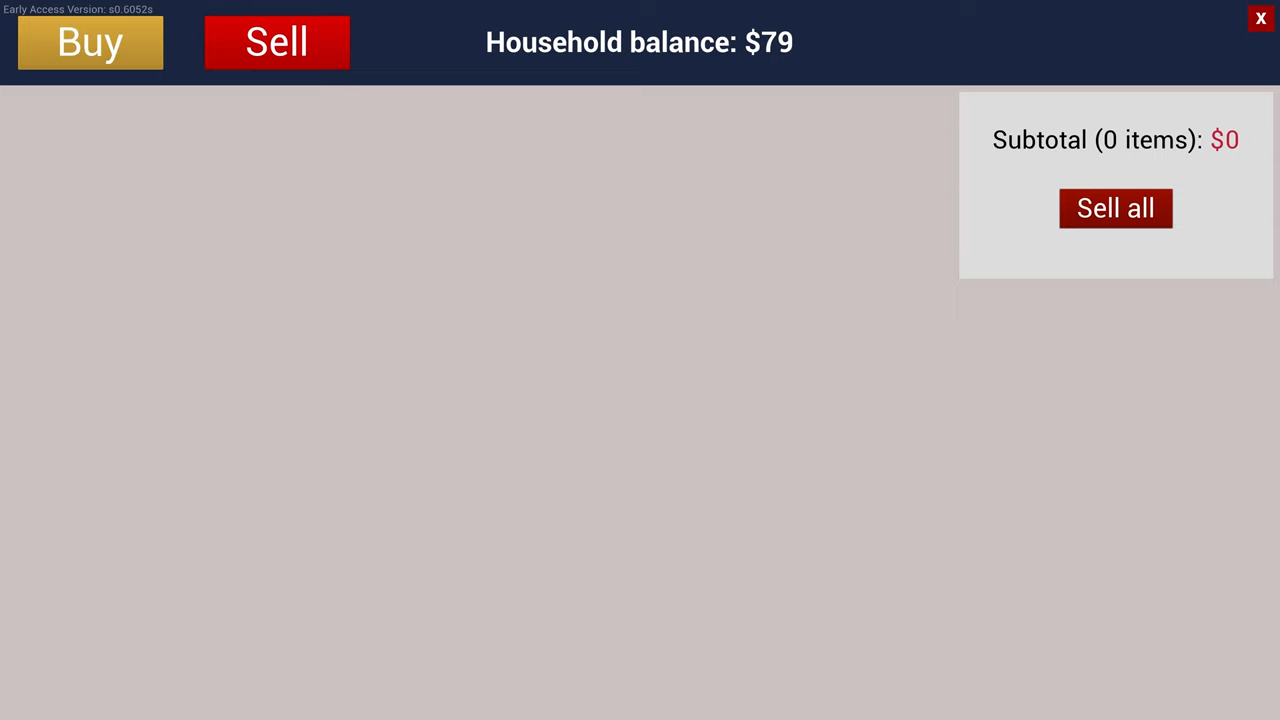 Early Access Version: s0.6052s
Buy
Sell
Household balance: $79
X
Subtotal (0 items): $0
Sell all